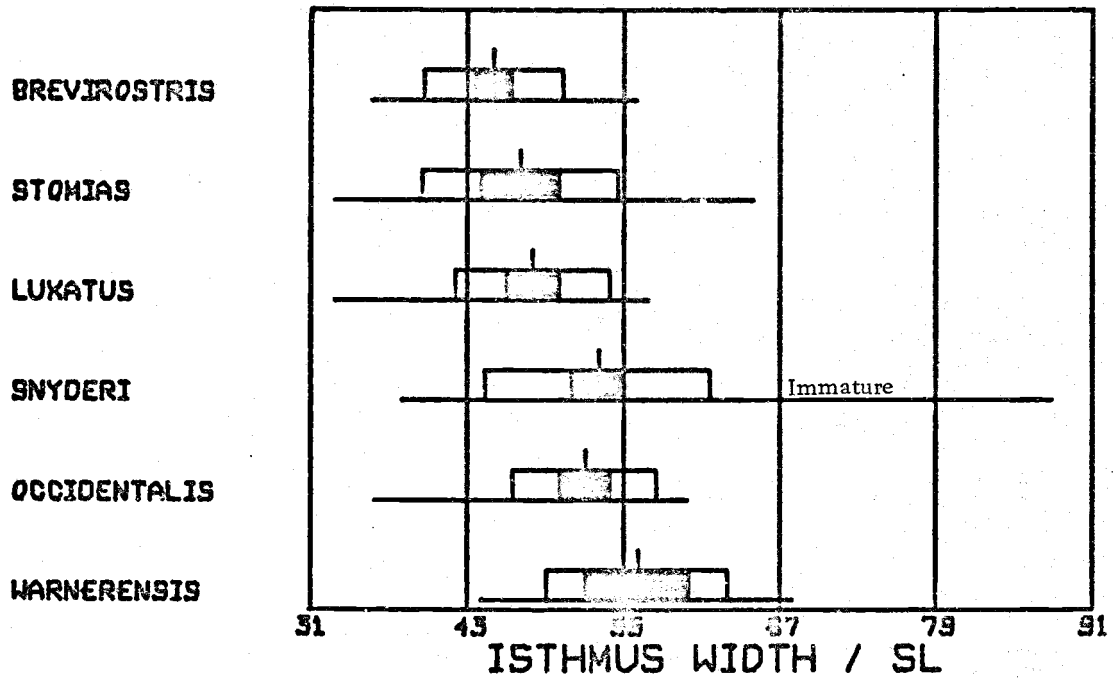 BREVIROSTRIS
STOMIAS
LUXATUS
SNYDERI
Immature
OCCIDENTALIS
WARNERENSIS
31 43 55 67 79 91
ISTHMUS WIDTH / SL